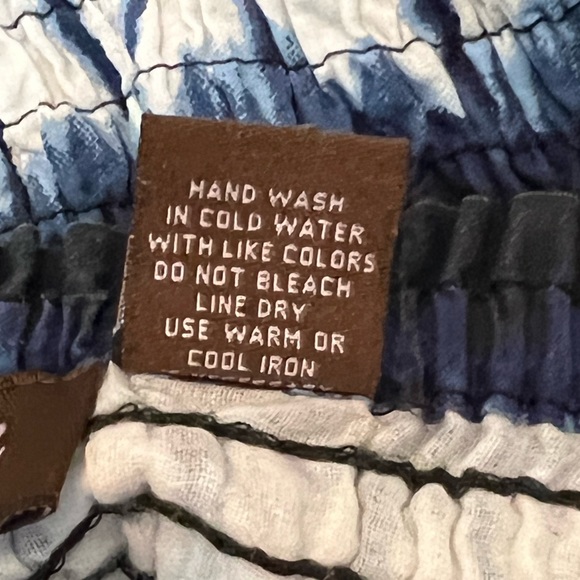 HAND WASH
IN COLD WATER
WITH LIKE COLORS
DO NOT BLEACH
LINE DRY
USE WARM OR
COOL IRON